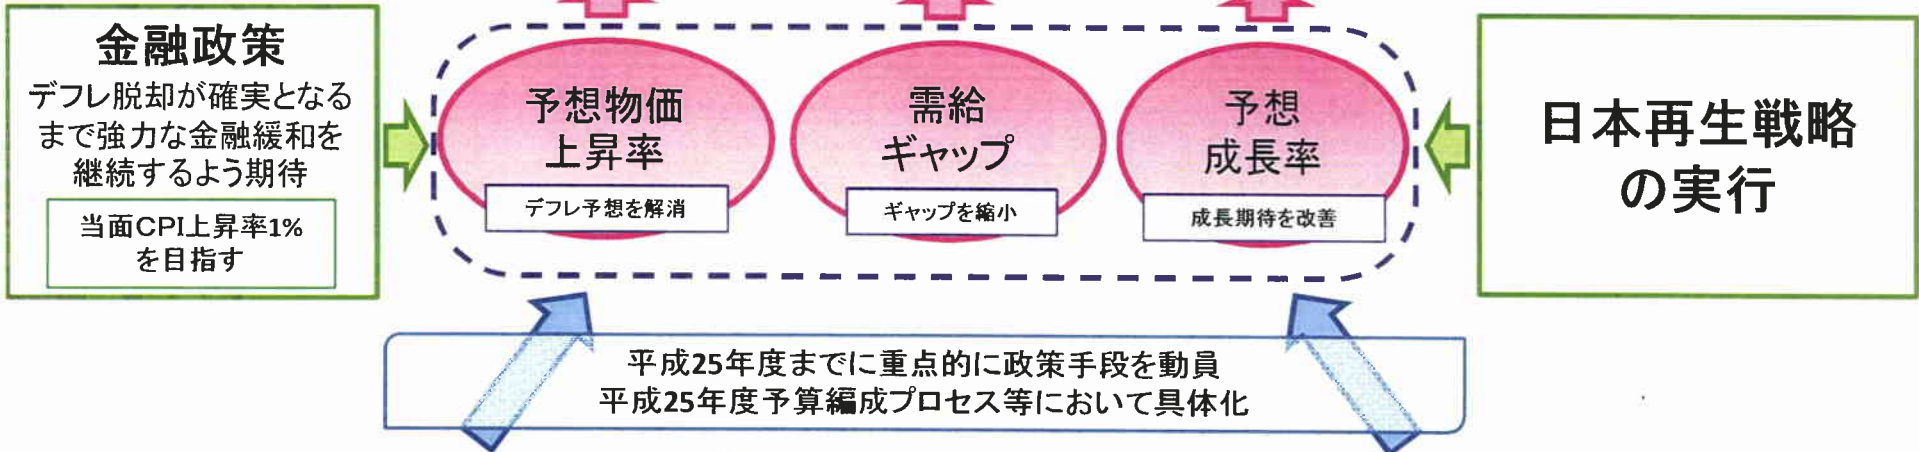 金融政策
デフレ脱却が確実となる
まで強力な金融緩和を
継続するよう期待
当面CPI上昇率1%
を目指す
予想物価
上昇率
デフレ予想を解消
需給
ギャップ
ギャップを縮小
予想
成長率
成長期待を改善
日本再生戦略
の実行
平成25年度までに重点的に政策手段を動員
平成25年度予算編成プロセス等において具体化